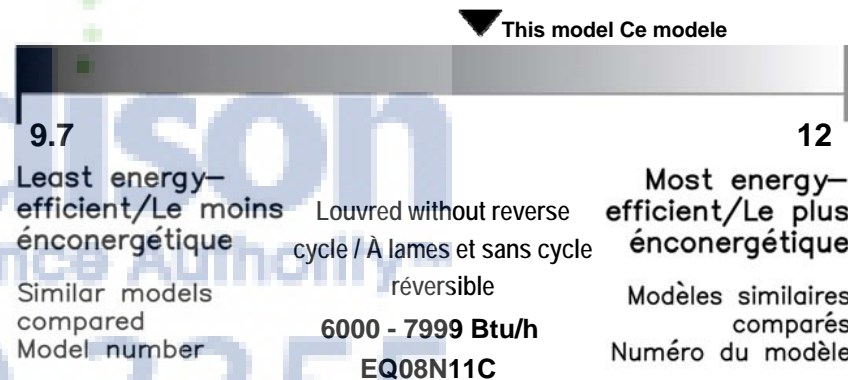 This model Ce modele
9.7
12
Least energy–
efficient/Le moins
énconergétique
Louvred without reverse
cycle / À lames et sans cycle
réversible
Most energy–
efficient/Le plus
énconergétique
Similar models
compared
Model number
6000 - 7999 Btu/h
EQ08N11C
Modèles similaires
comparés
Numéro du modèle